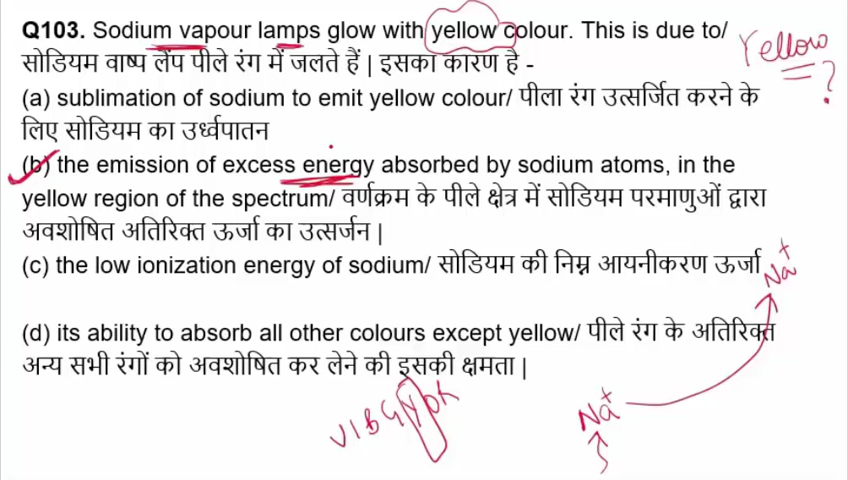 Q103. Sodium vapour lamps glow with yellow colour. This is due to/
सोडियम वाष्प लेंप पीले रंग में जलते हैं | इसका कारण है -
Yellow
?
(a) sublimation of sodium to emit yellow colour/ पीला रंग उत्सर्जित करने के
लिए सोडियम का उर्ध्वपातन
(b) the emission of excess energy absorbed by sodium atoms, in the
yellow region of the spectrum/ वर्णक्रम के पीले क्षेत्र में सोडियम परमाणुओं द्वारा
अवशोषित अतिरिक्त ऊर्जा का उत्सर्जन |
(c) the low ionization energy of sodium/ सोडियम की निम्न आयनीकरण ऊर्जा
Na+
(d) its ability to absorb all other colours except yellow/ पीले रंग के अतिरिक्त
अन्य सभी रंगों को अवशोषित कर लेने की इसकी क्षमता |
VIBGYOR
Na+